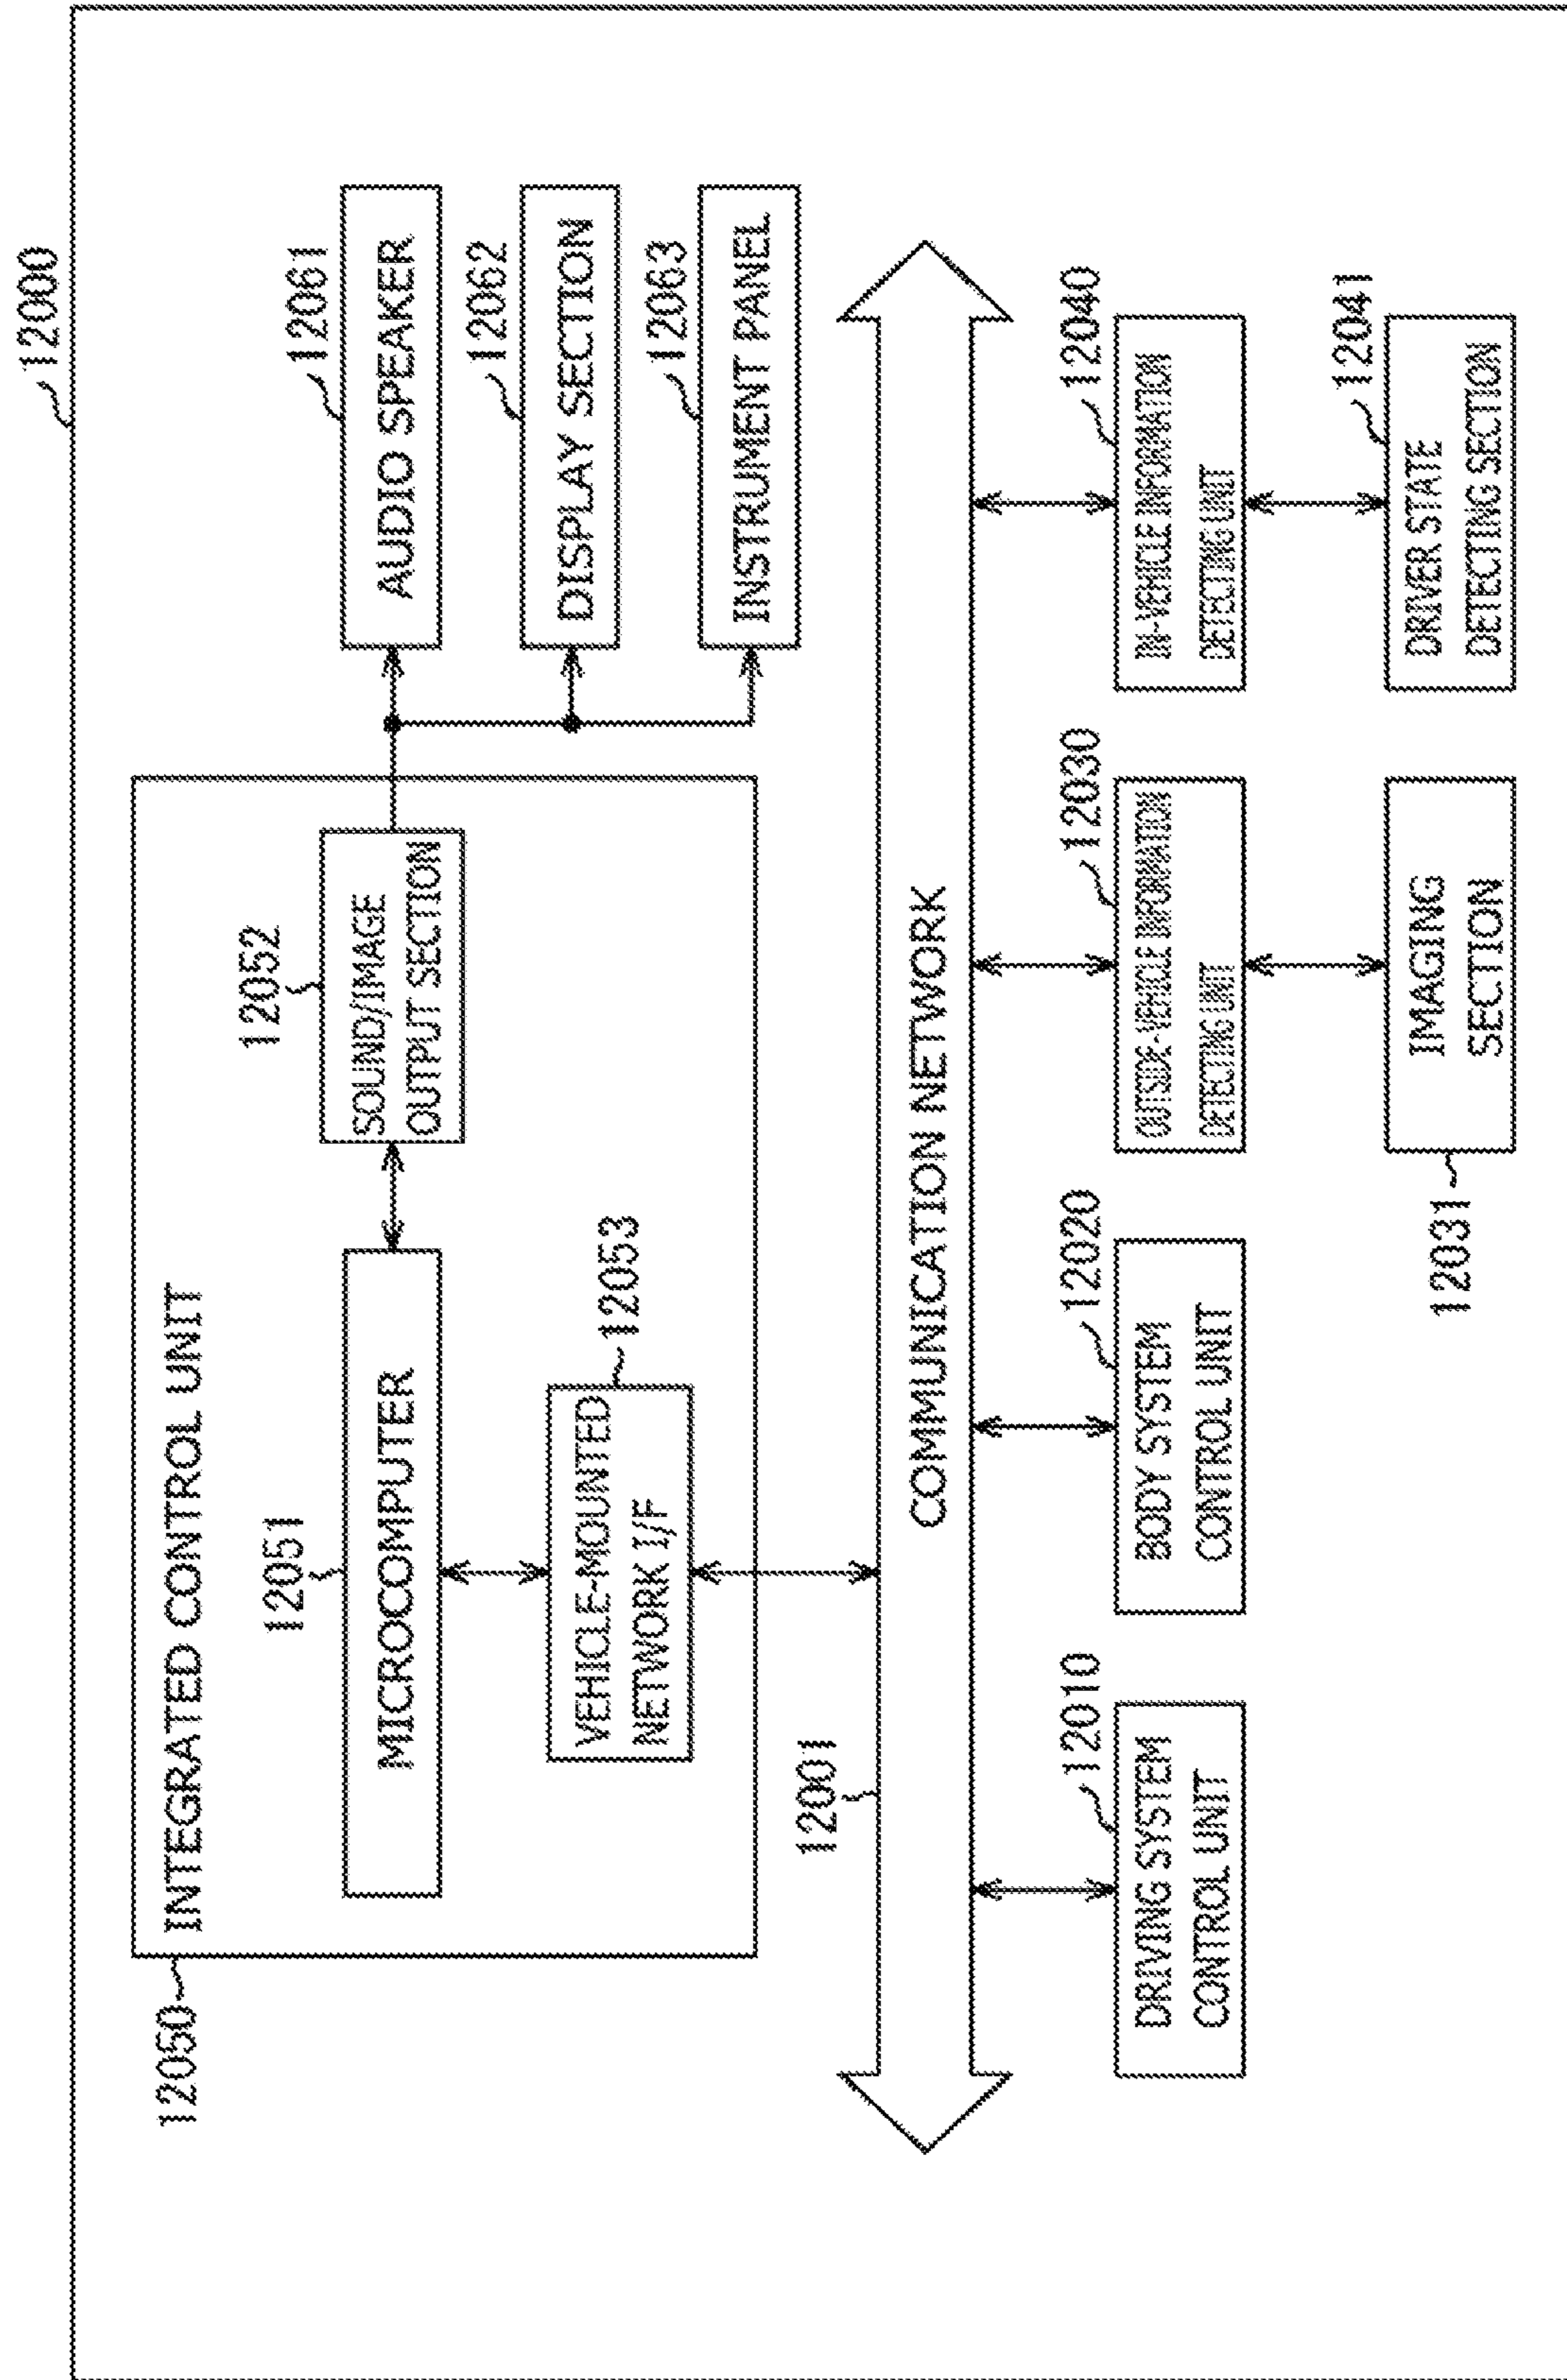 12000
12050
INTEGRATED CONTROL UNIT
12051
MICROCOMPUTER
12052
SOUND/IMAGE
OUTPUT SECTION
12053
VEHICLE-MOUNTED
NETWORK I/F
12061
AUDIO SPEAKER
12062
DISPLAY SECTION
12063
INSTRUMENT PANEL
12001
COMMUNICATION NETWORK
12010
DRIVING SYSTEM
CONTROL UNIT
12020
BODY SYSTEM
CONTROL UNIT
12030
OUTSIDE-VEHICLE INFORMATION
DETECTING UNIT
12040
IN-VEHICLE INFORMATION
DETECTING UNIT
12031
IMAGING
SECTION
12041
DRIVER STATE
DETECTING SECTION